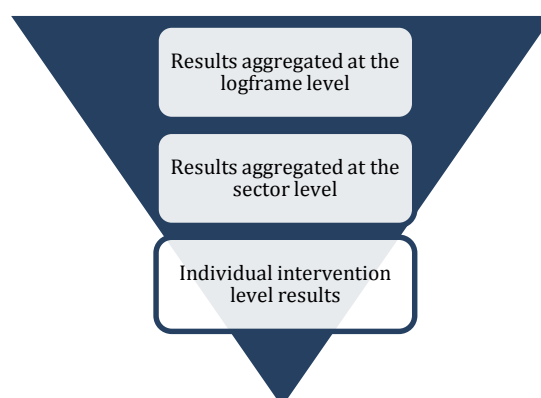 Results aggregated at the
logframe level
Results aggregated at the
sector level
Individual intervention
level results